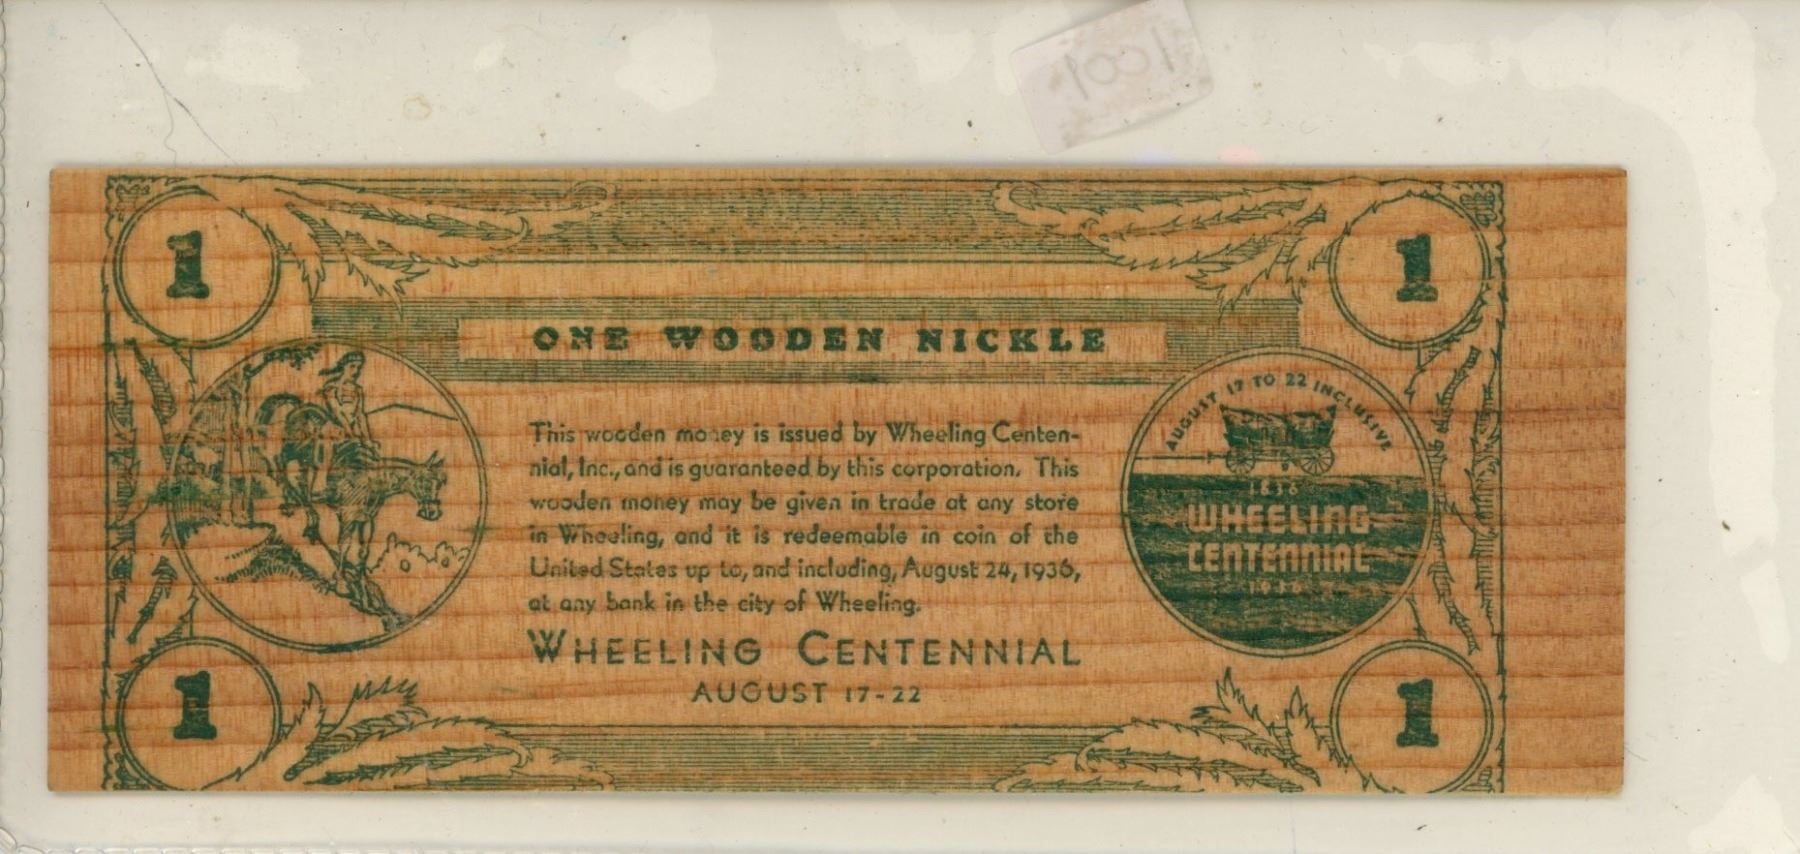 1001
1
1
ONE WOODEN NICKLE
This wooden money is issued by Wheeling Centen-
nial, Inc., and is guaranteed by this corporation. This
wooden money may be given in trade at any store
in Wheeling, and it is redeemable in coin of the
United States up to, and including, August 24, 1936,
at any bank in the city of Wheeling.
WHEELING CENTENNIAL
AUGUST 17-22
AUGUST 17 TO 22 INCLUSIVE
1836
WHEELING
CENTENNIAL
1936
1
1